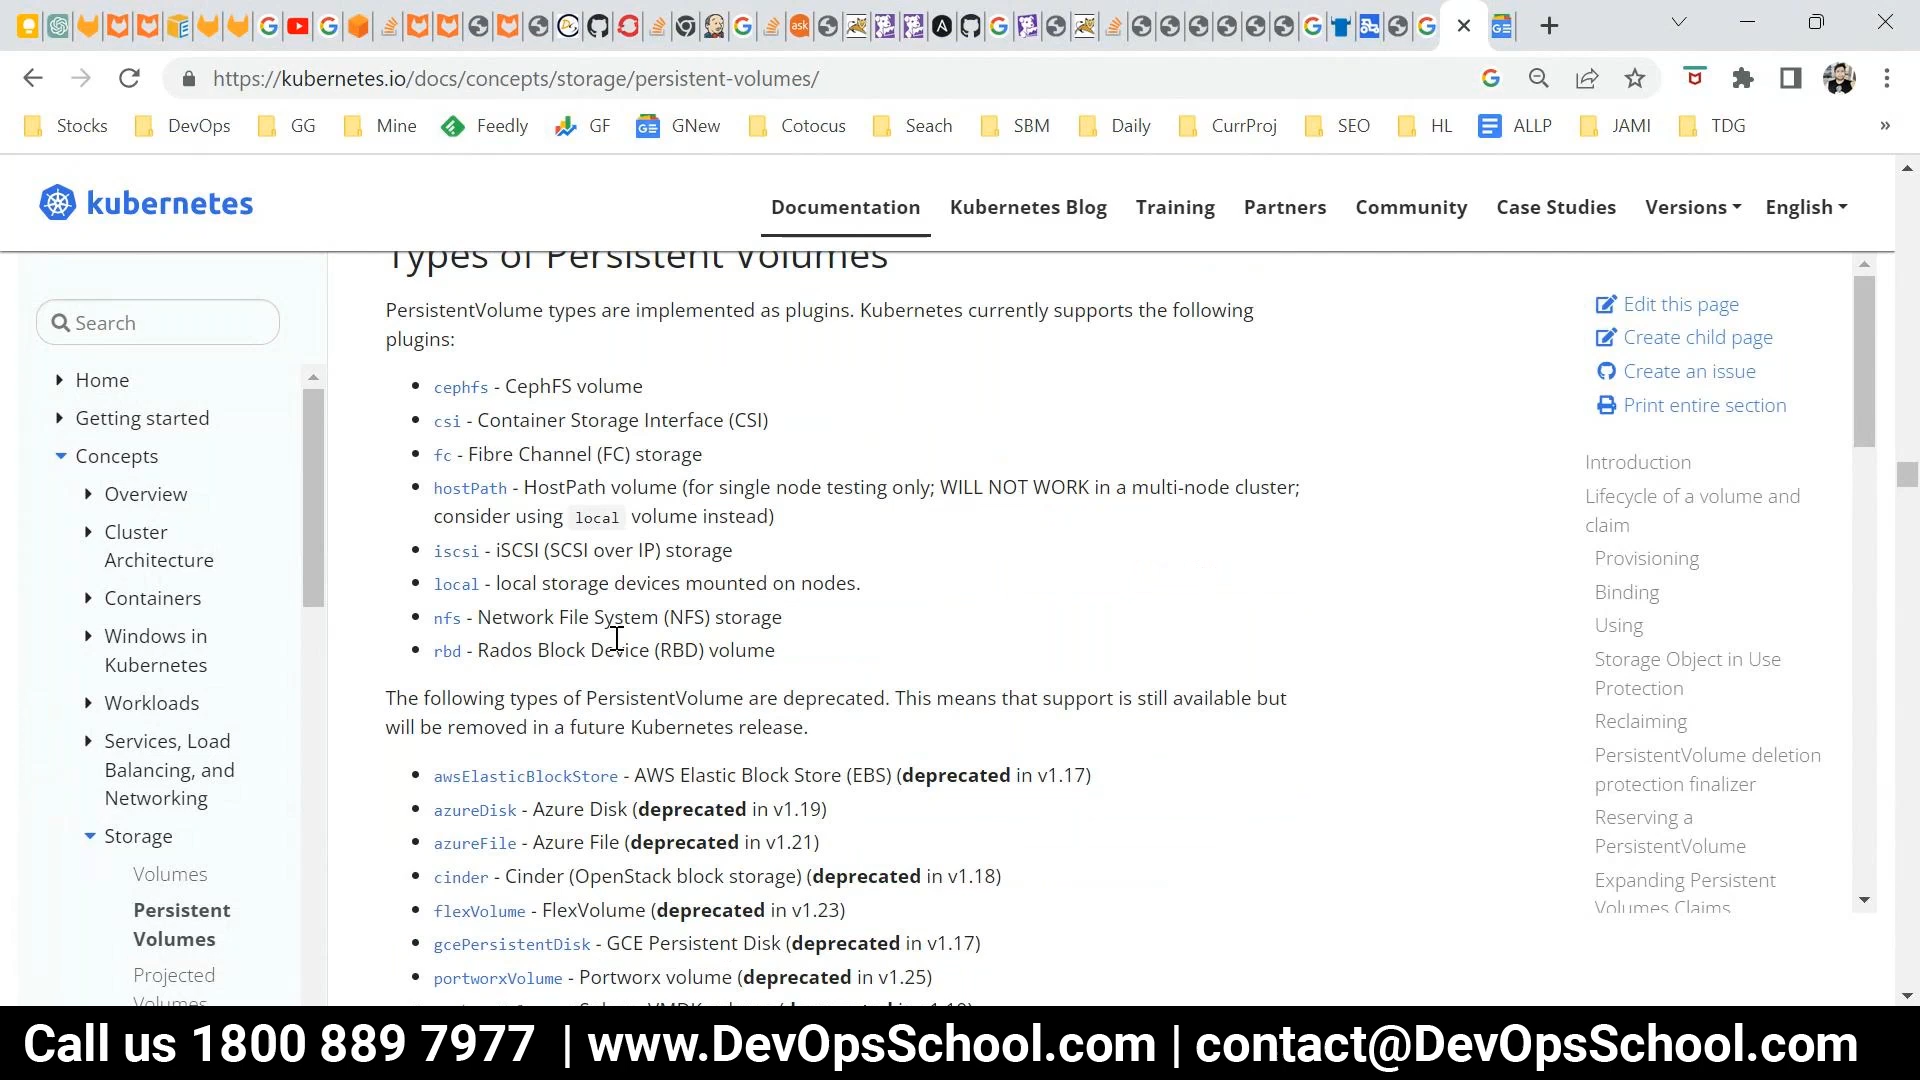 https://kubernetes.io/docs/concepts/storage/persistent-volumes/
Stocks DevOps GG Mine Feedly GF GNew Cotocus Seach SBM Daily CurrProj SEO HL ALLP JAMI TDG »
kubernetes
Documentation Kubernetes Blog Training Partners Community Case Studies Versions English
Search
Home
Getting started
Concepts
Overview
Cluster
Architecture
Containers
Windows in
Kubernetes
Workloads
Services, Load
Balancing, and
Networking
Storage
Volumes
Persistent
Volumes
Projected
Volumes
Types of Persistent Volumes
PersistentVolume types are implemented as plugins. Kubernetes currently supports the following
plugins:
cephfs - CephFS volume
csi - Container Storage Interface (CSI)
fc - Fibre Channel (FC) storage
hostPath - HostPath volume (for single node testing only; WILL NOT WORK in a multi-node cluster;
consider using local volume instead)
iscsi - iSCSI (SCSI over IP) storage
local - local storage devices mounted on nodes.
nfs - Network File System (NFS) storage
rbd - Rados Block Device (RBD) volume
The following types of PersistentVolume are deprecated. This means that support is still available but
will be removed in a future Kubernetes release.
awsElasticBlockStore - AWS Elastic Block Store (EBS) (deprecated in v1.17)
azureDisk - Azure Disk (deprecated in v1.19)
azureFile - Azure File (deprecated in v1.21)
cinder - Cinder (OpenStack block storage) (deprecated in v1.18)
flexVolume - FlexVolume (deprecated in v1.23)
gcePersistentDisk - GCE Persistent Disk (deprecated in v1.17)
portworxVolume - Portworx volume (deprecated in v1.25)
Edit this page
Create child page
Create an issue
Print entire section
Introduction
Lifecycle of a volume and
claim
Provisioning
Binding
Using
Storage Object in Use
Protection
Reclaiming
PersistentVolume deletion
protection finalizer
Reserving a
PersistentVolume
Expanding Persistent
Volumes Claims
Call us 1800 889 7977 | www.DevOpsSchool.com | contact@DevOpsSchool.com